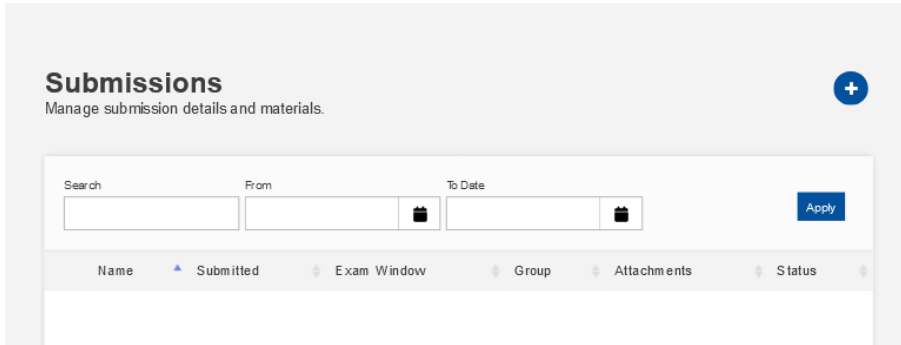 Submissions
Manage submission details and materials.
Search From To Date
Apply
Name Submitted Exam Window Group Attachments Status